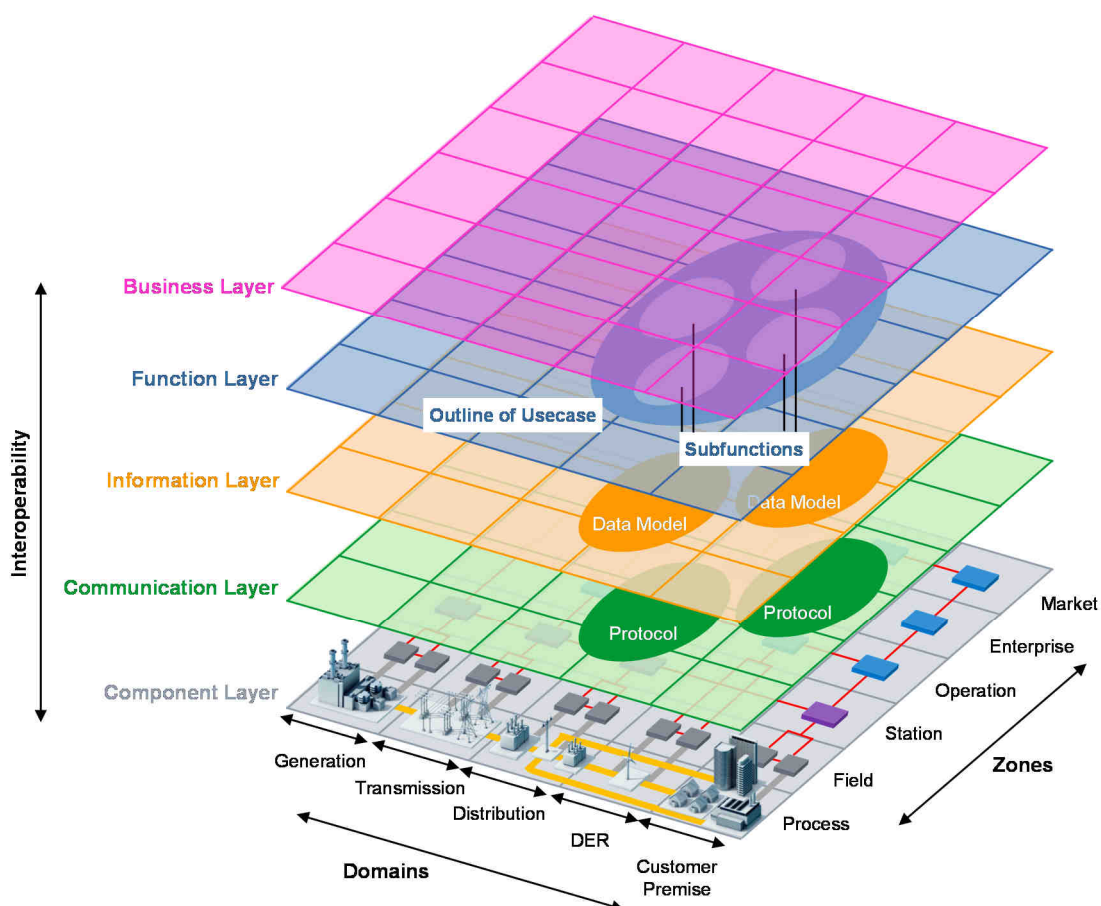 Business Layer
Function Layer
Outline of Usecase
Subfunctions
Information Layer
Data Model
Data Model
Communication Layer
Protocol
Protocol
Component Layer
Interoperability
Market
Enterprise
Operation
Station
Field
Process
Zones
Generation
Transmission
Distribution
DER
Customer
Premise
Domains